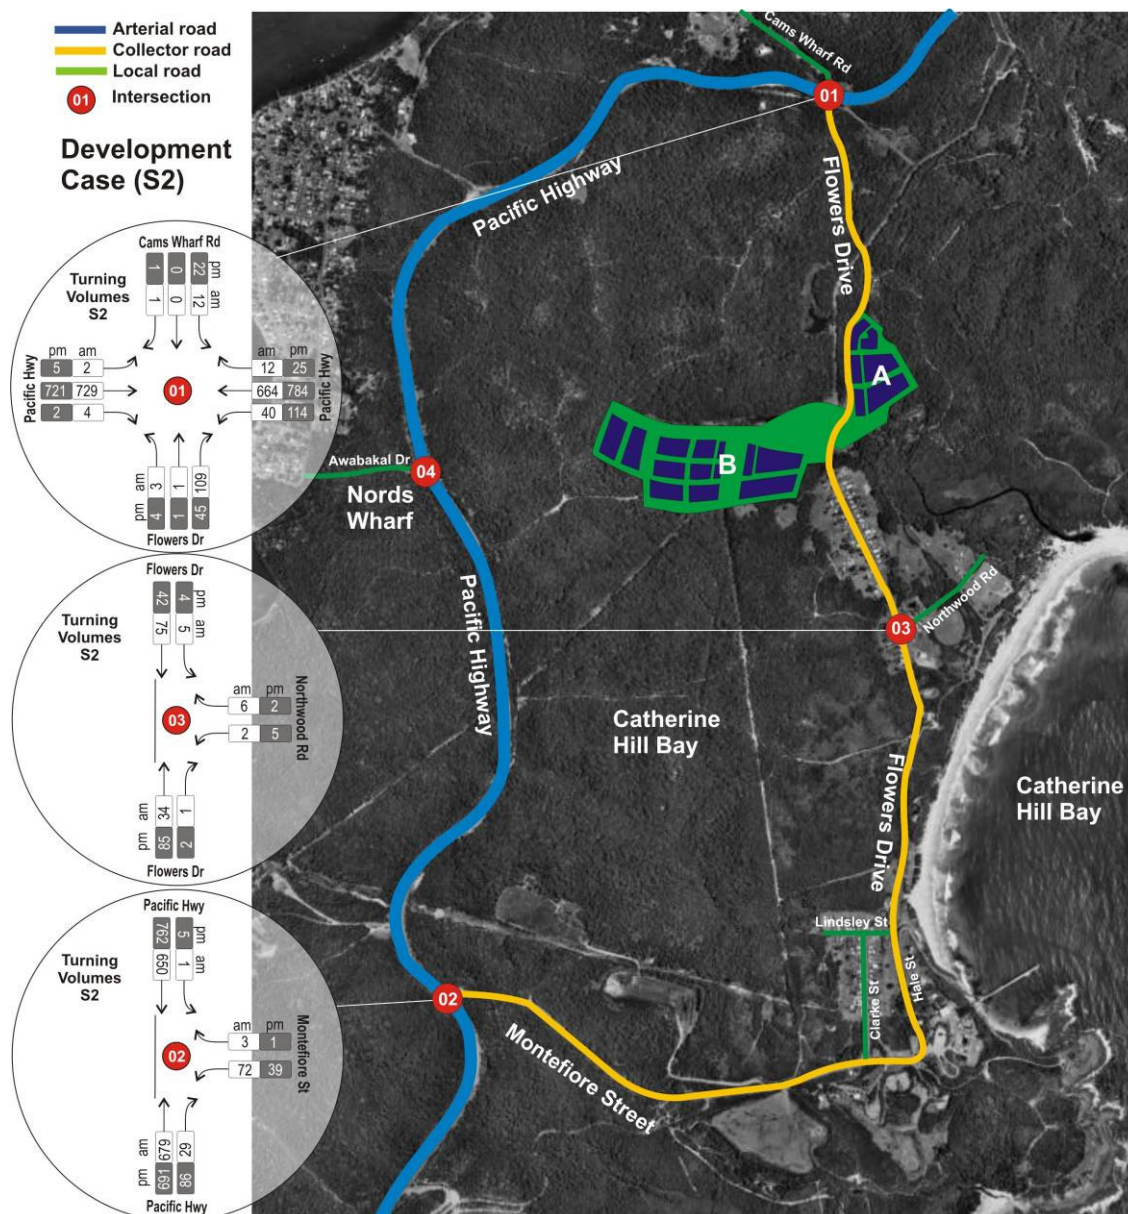 Arterial road
Collector road
Local road
01 Intersection
Development
Case (S2)
Cams Wharf Rd
01
Pacific Highway
Flowers Drive
A
B
Awabakal Dr
04
Nords
Wharf
Pacific Highway
Northwood Rd
03
Catherine
Hill Bay
Flowers Drive
Catherine
Hill Bay
Lindsley St
Clarke St
Hale St
02
Montefiore Street
Cams Wharf Rd
Turning
Volumes
S2
1 0 22 pm
1 0 12 am
pm am
5 2
721 729
2 4
Pacific Hwy
01
am pm
12 25
664 784
40 114
Pacific Hwy
am 3 1 109
pm 4 1 45
Flowers Dr
Flowers Dr
Turning
Volumes
S2
42 4 pm
75 5 am
am pm
6 2
2 5
Northwood Rd
03
am 34 1
pm 85 2
Flowers Dr
Pacific Hwy
Turning
Volumes
S2
762 5 pm
650 1 am
am pm
3 1
72 39
Montefiore St
02
am 679 29
pm 691 86
Pacific Hwy